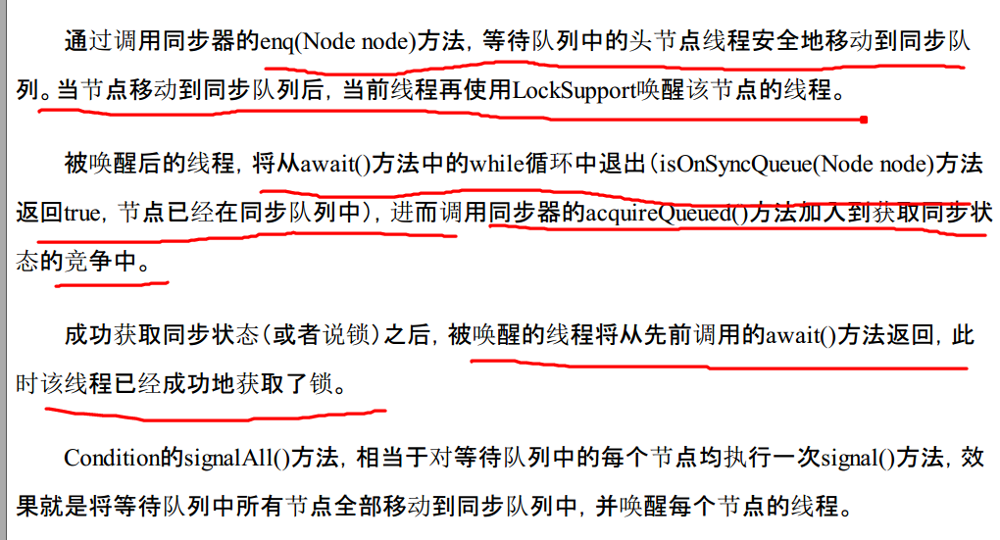 通过调用同步器的enq(Node node)方法，等待队列中的头节点线程安全地移动到同步队
列。当节点移动到同步队列后，当前线程再使用LockSupport唤醒该节点的线程。
被唤醒后的线程，将从await()方法中的while循环中退出（isOnSyncQueue(Node node)方法
返回true，节点已经在同步队列中），进而调用同步器的acquireQueued()方法加入到获取同步状
态的竞争中。
成功获取同步状态（或者说锁）之后，被唤醒的线程将从先前调用的await()方法返回，此
时该线程已经成功地获取了锁。
Condition的signalAll()方法，相当于对等待队列中的每个节点均执行一次signal()方法，效
果就是将等待队列中所有节点全部移动到同步队列中，并唤醒每个节点的线程。